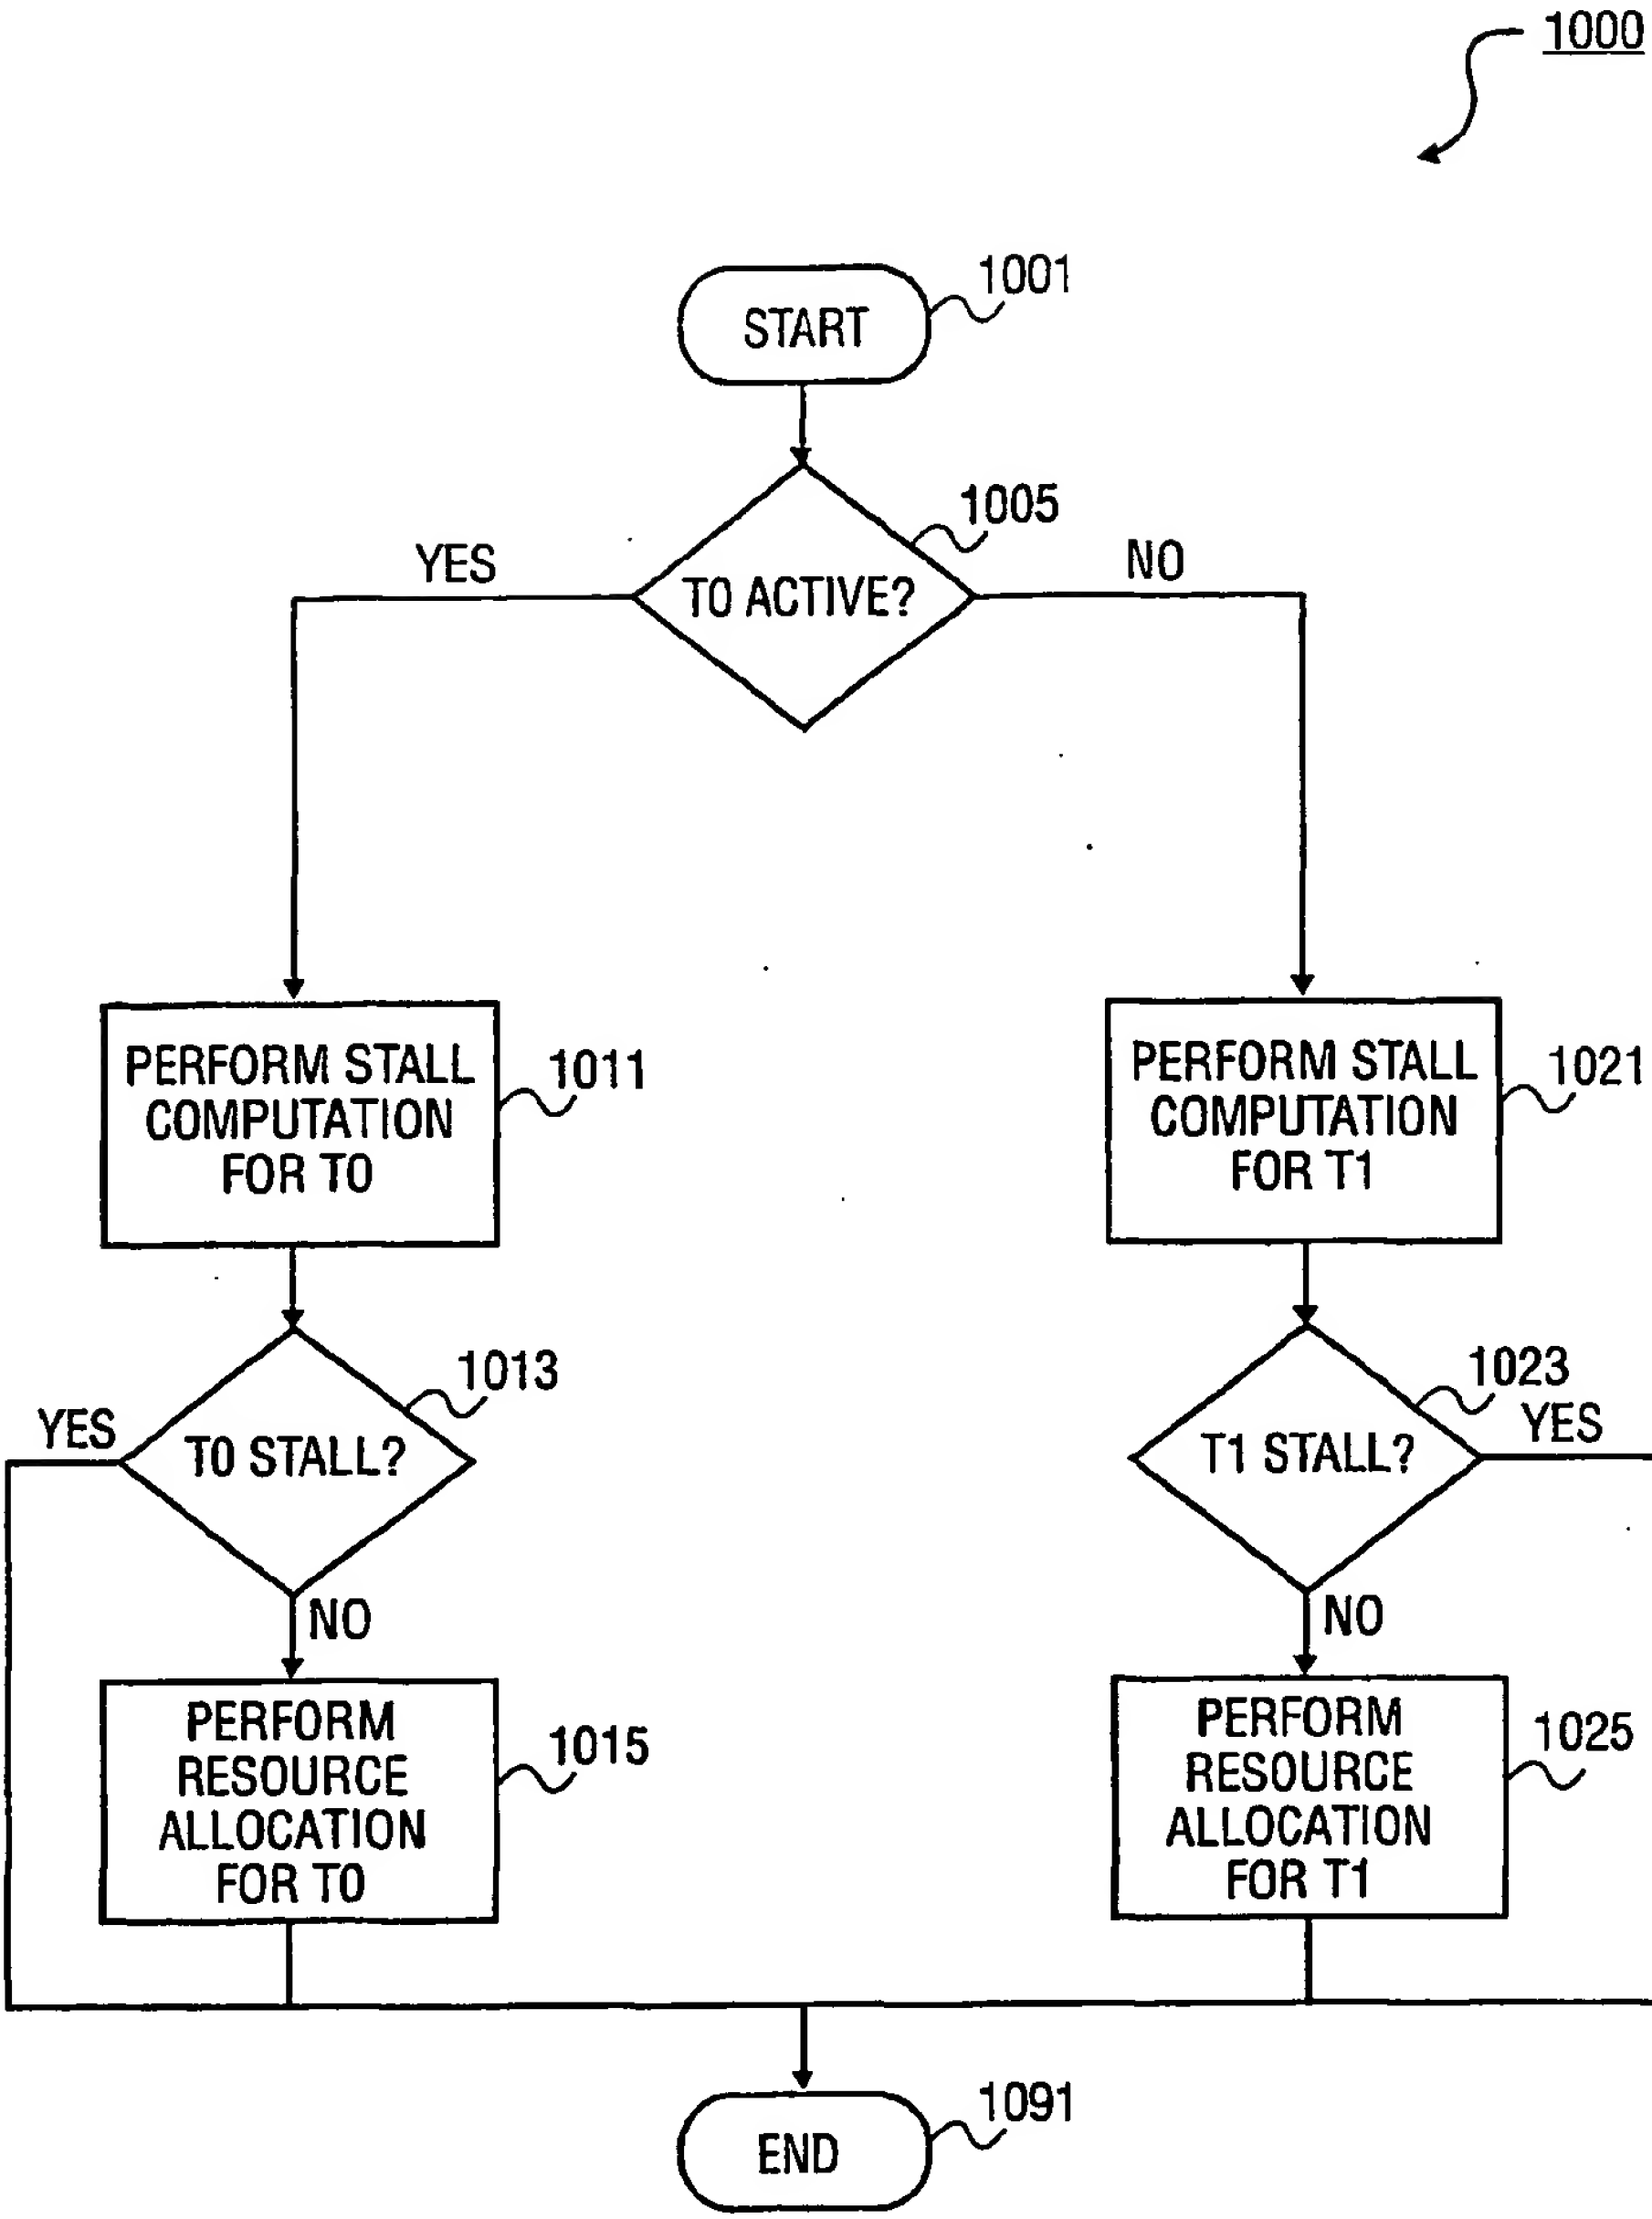 1000
START
1001
1005
YES
T0 ACTIVE?
NO
PERFORM STALL
COMPUTATION
FOR T0
1011
PERFORM STALL
COMPUTATION
FOR T1
1021
1013
YES
T0 STALL?
NO
1023
YES
T1 STALL?
NO
PERFORM
RESOURCE
ALLOCATION
FOR T0
1015
PERFORM
RESOURCE
ALLOCATION
FOR T1
1025
END
1091